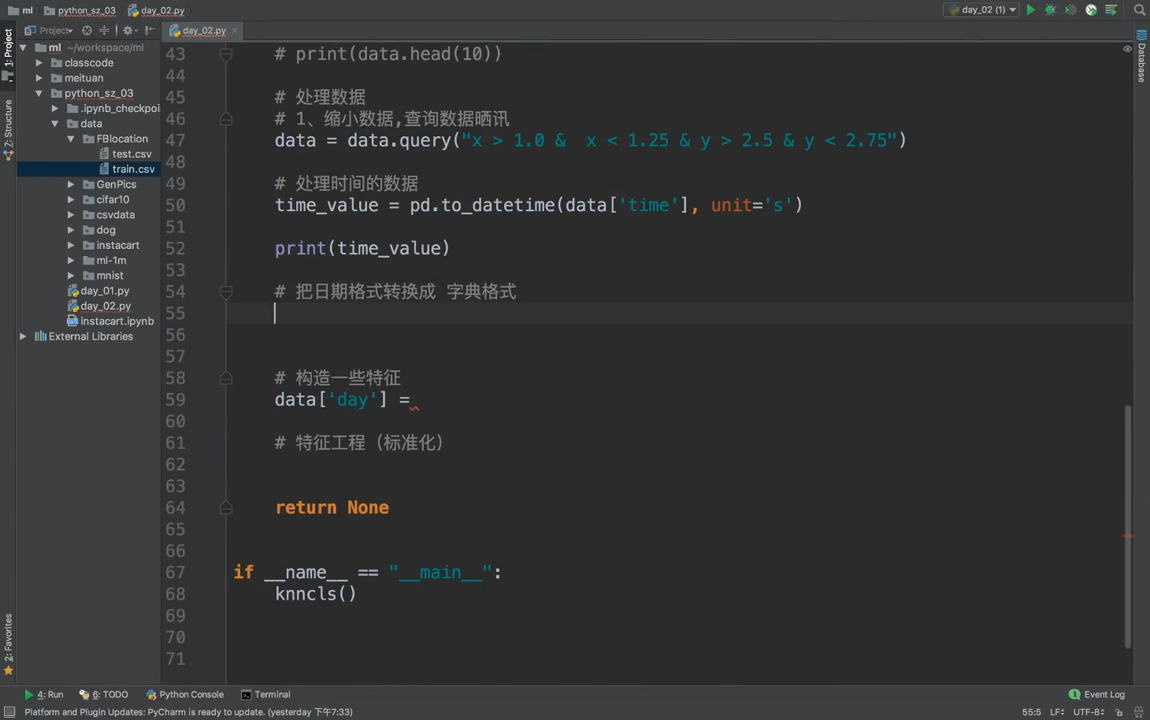 ml
python_sz_03
day_02.py
day_02 (1)
Project
day_02.py
ml ~/workspace/ml
classcode
meituan
python_sz_03
.ipynb_checkpoi
data
FBlocation
test.csv
train.csv
GenPics
cifar10
csvdata
dog
instacart
ml-1m
mnist
day_01.py
day_02.py
instacart.ipynb
External Libraries
1: Project
7: Structure
2: Favorites
Database
43 # print(data.head(10))
44
45 # 处理数据
46 # 1、缩小数据,查询数据晒讯
47 data = data.query("x > 1.0 &  x < 1.25 & y > 2.5 & y < 2.75")
48
49 # 处理时间的数据
50 time_value = pd.to_datetime(data['time'], unit='s')
51
52 print(time_value)
53
54 # 把日期格式转换成 字典格式
55
56
57
58 # 构造一些特征
59 data['day'] =
60
61 # 特征工程（标准化）
62
63
64 return None
65
66
67 if __name__ == "__main__":
68 knncls()
69
70
71
4: Run
6: TODO
Python Console
Terminal
Event Log
Platform and Plugin Updates: PyCharm is ready to update. (yesterday 下午7:33)
55:5
LF
UTF-8